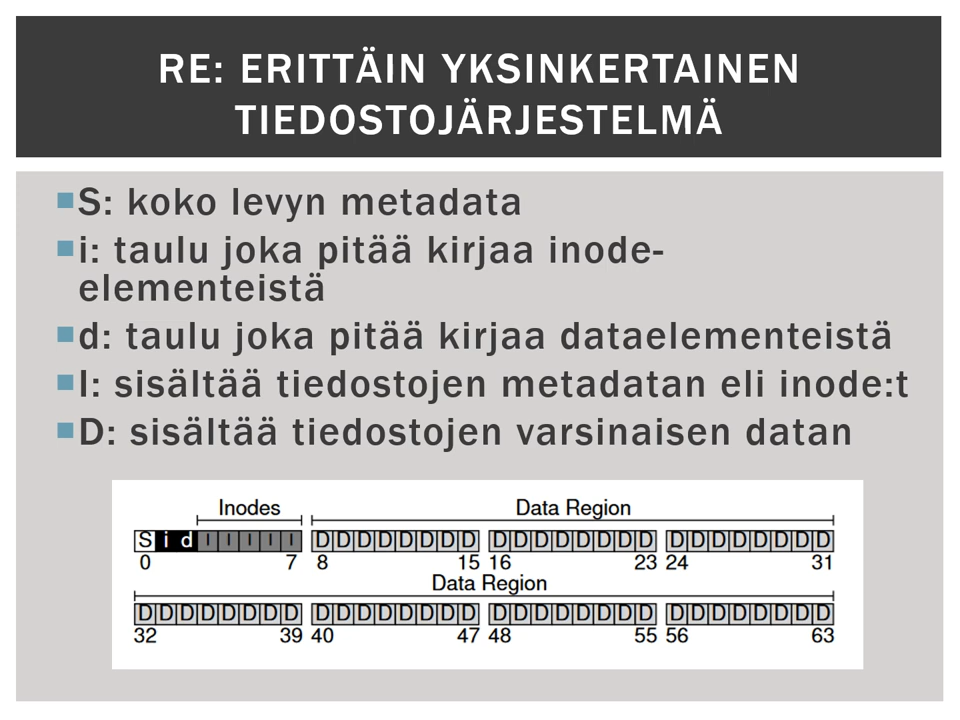 RE: ERITTÄIN YKSINKERTAINEN
TIEDOSTOJÄRJESTELMÄ
S: koko levyn metadata
i: taulu joka pitää kirjaa inode-
elementeistä
d: taulu joka pitää kirjaa dataelementeistä
I: sisältää tiedostojen metadatan eli inode:t
D: sisältää tiedostojen varsinaisen datan
Inodes Data Region
S i d I I I I I D D D D D D D D D D D D D D D D D D D D D D D D
0 7 8 15 16 23 24 31
Data Region
D D D D D D D D D D D D D D D D D D D D D D D D D D D D D D D D
32 39 40 47 48 55 56 63